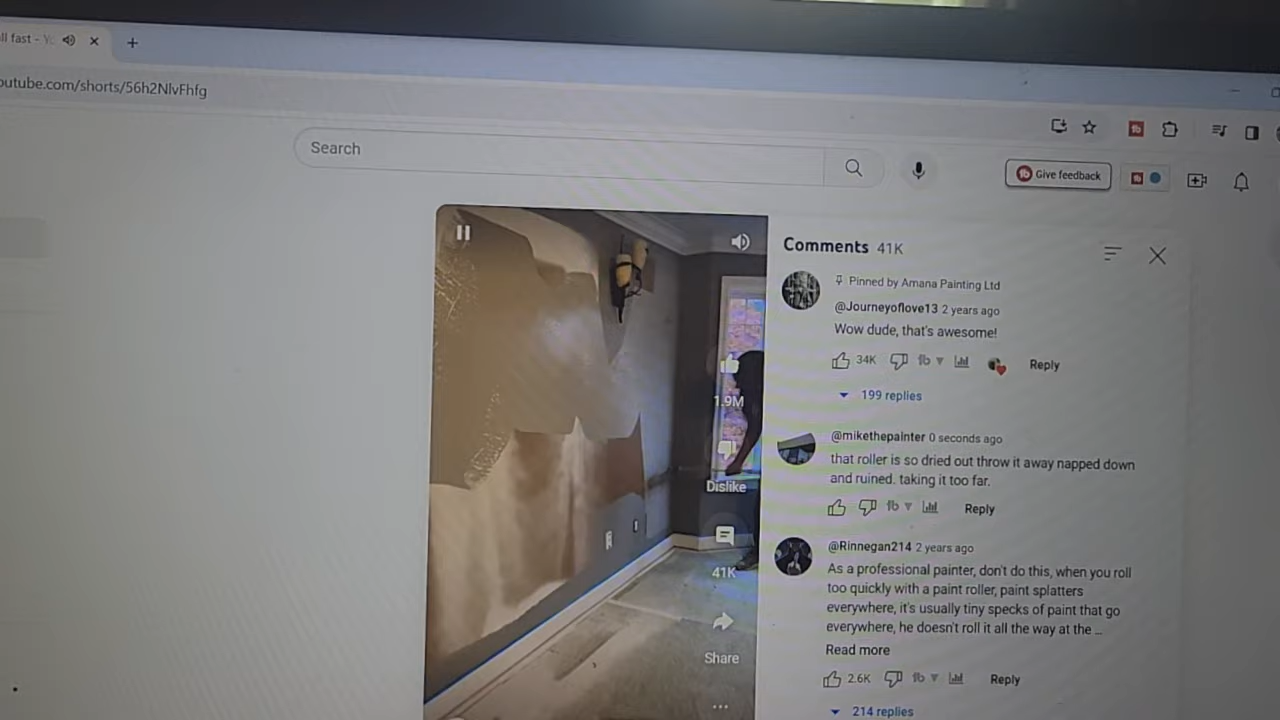 ll fast - Yo
outube.com/shorts/56h2NlvFhfg
Search
Give feedback
Comments 41K
Pinned by Amana Painting Ltd
@Journeyoflove13 2 years ago
Wow dude, that's awesome!
34K
Reply
199 replies
@mikethepainter 0 seconds ago
that roller is so dried out throw it away napped down
and ruined. taking it too far.
Reply
@Rinnegan214 2 years ago
As a professional painter, don't do this, when you roll
too quickly with a paint roller, paint splatters
everywhere, it's usually tiny specks of paint that go
everywhere, he doesn't roll it all the way at the ...
Read more
2.6K
Reply
214 replies
1.9M
Dislike
41K
Share